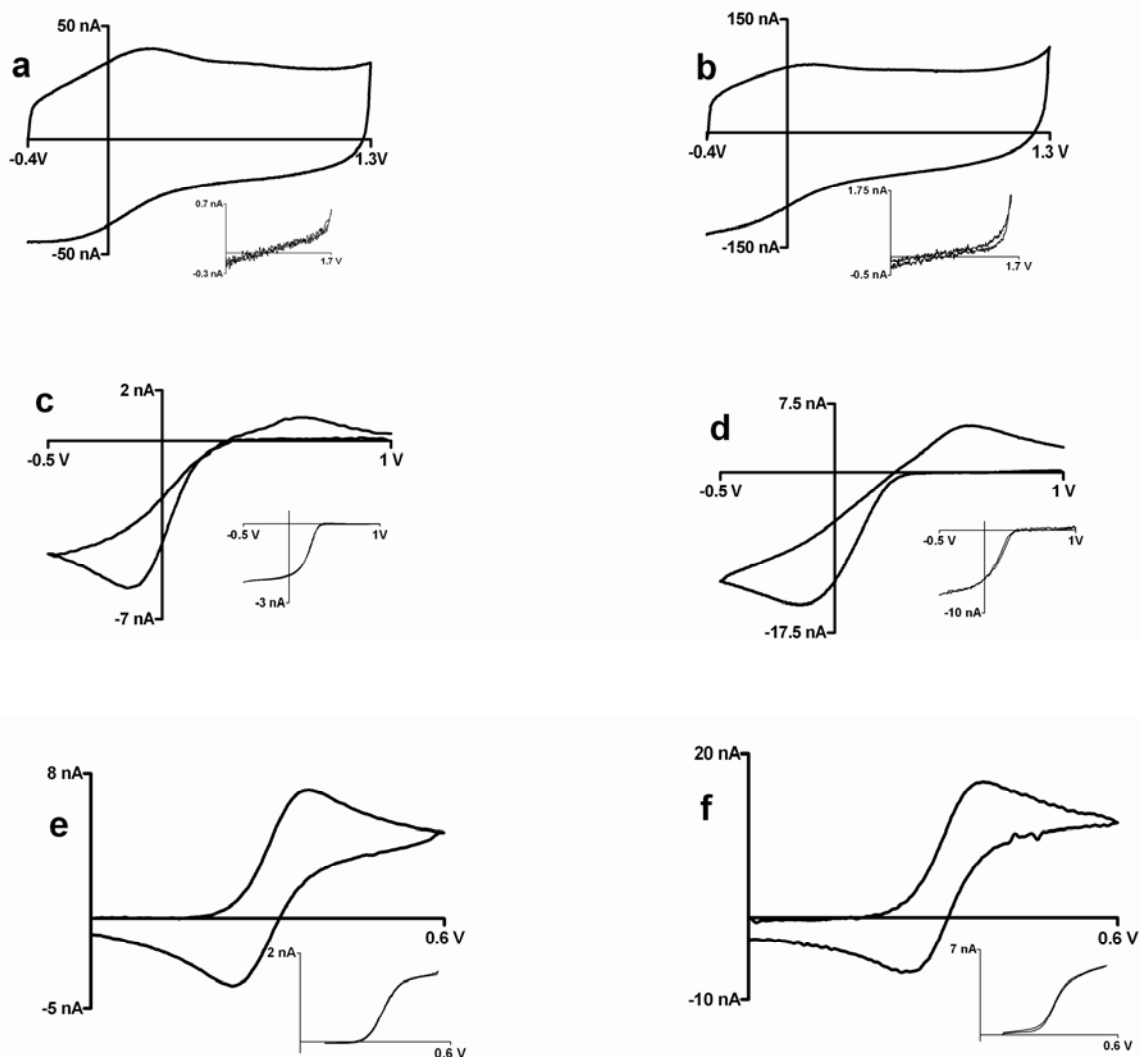 50 nA
a
-0.4V
1.3V
-50 nA
0.7 nA
1.7 V
-0.3 nA
150 nA
b
-0.4V
1.3 V
-150 nA
1.75 nA
1.7 V
-0.5 nA
2 nA
c
-0.5 V
1 V
-7 nA
-0.5 V
1V
-3 nA
7.5 nA
d
-0.5 V
1 V
-17.5 nA
-0.5 V
1V
-10 nA
8 nA
e
0.6 V
-5 nA
2 nA
0.6 V
20 nA
f
0.6 V
-10 nA
7 nA
0.6 V